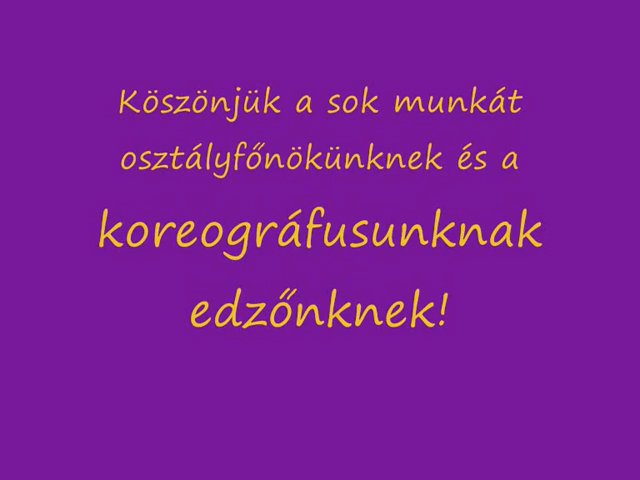 Köszönjük a sok munkát
osztályfőnökünknek és a
koreográfusunknak
edzőnknek!